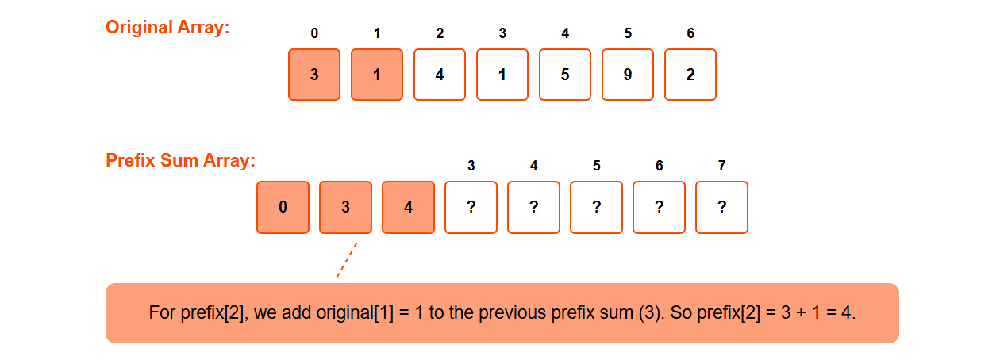 Original Array:
0 1 2 3 4 5 6
3 1 4 1 5 9 2
Prefix Sum Array:
3 4 5 6 7
0 3 4 ? ? ? ? ?
For prefix[2], we add original[1] = 1 to the previous prefix sum (3). So prefix[2] = 3 + 1 = 4.